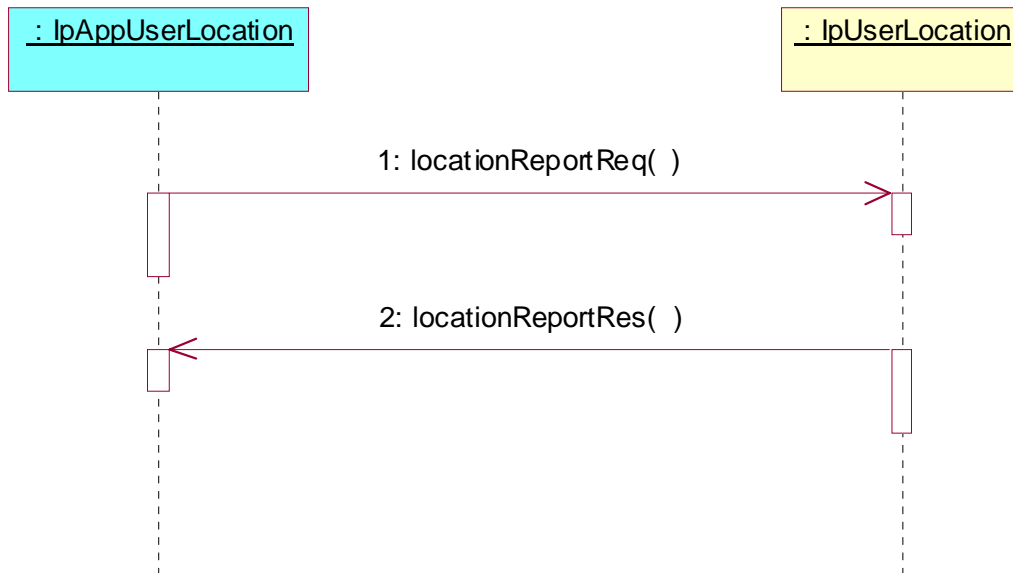 : IpAppUserLocation
: IpUserLocation
1: locationReportReq( )
2: locationReportRes( )